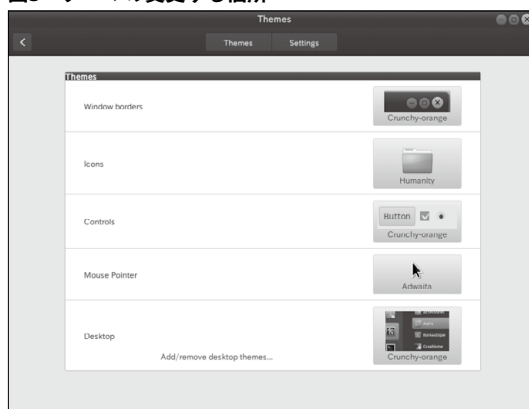 Themes
Themes Settings
Themes
Window borders
Crunchy-orange
Icons
Humanity
Controls
Button
Crunchy-orange
Mouse Pointer
Adwaita
Desktop
Add/remove desktop themes...
Crunchy-orange